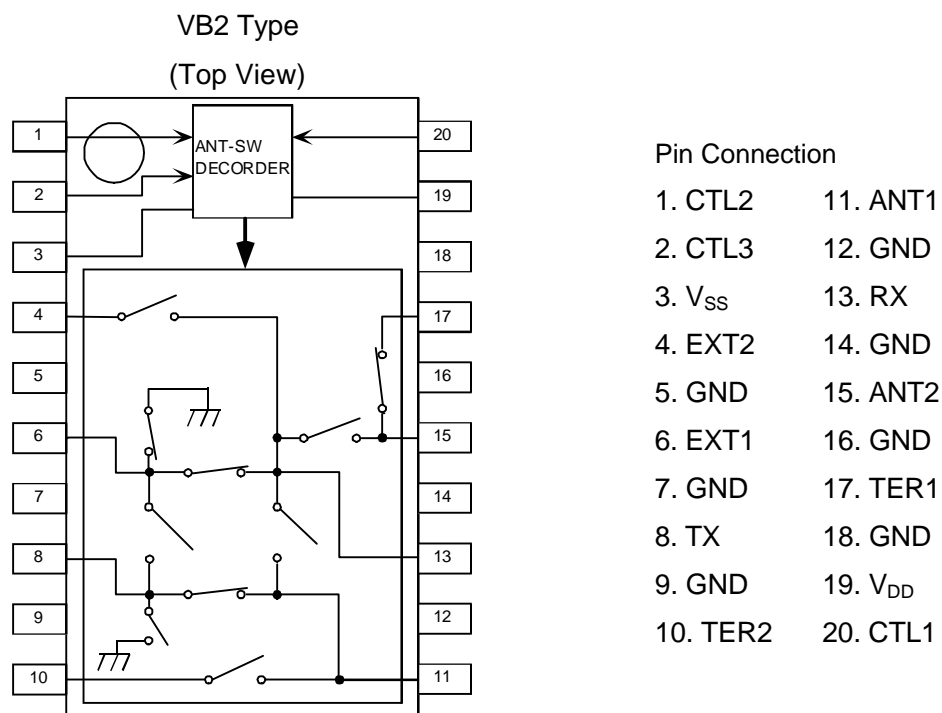 VB2 Type
(Top View)
ANT-SW
DECORDER
1
2
3
4
5
6
7
8
9
10
20
19
18
17
16
15
14
13
12
11
Pin Connection
1. CTL2 11. ANT1
2. CTL3 12. GND
3. VSS 13. RX
4. EXT2 14. GND
5. GND 15. ANT2
6. EXT1 16. GND
7. GND 17. TER1
8. TX 18. GND
9. GND 19. VDD
10. TER2 20. CTL1